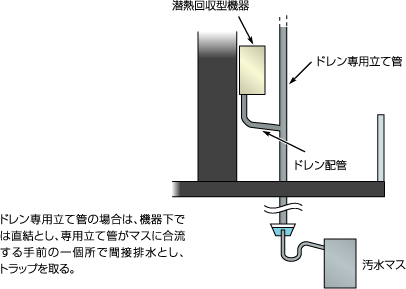 潜熱回収型機器
ドレン専用立て管
ドレン配管
ドレン専用立て管の場合は、機器下で
は直結とし、専用立て管がマスに合流
する手前の一個所で間接排水とし、
トラップを取る。
汚水マス